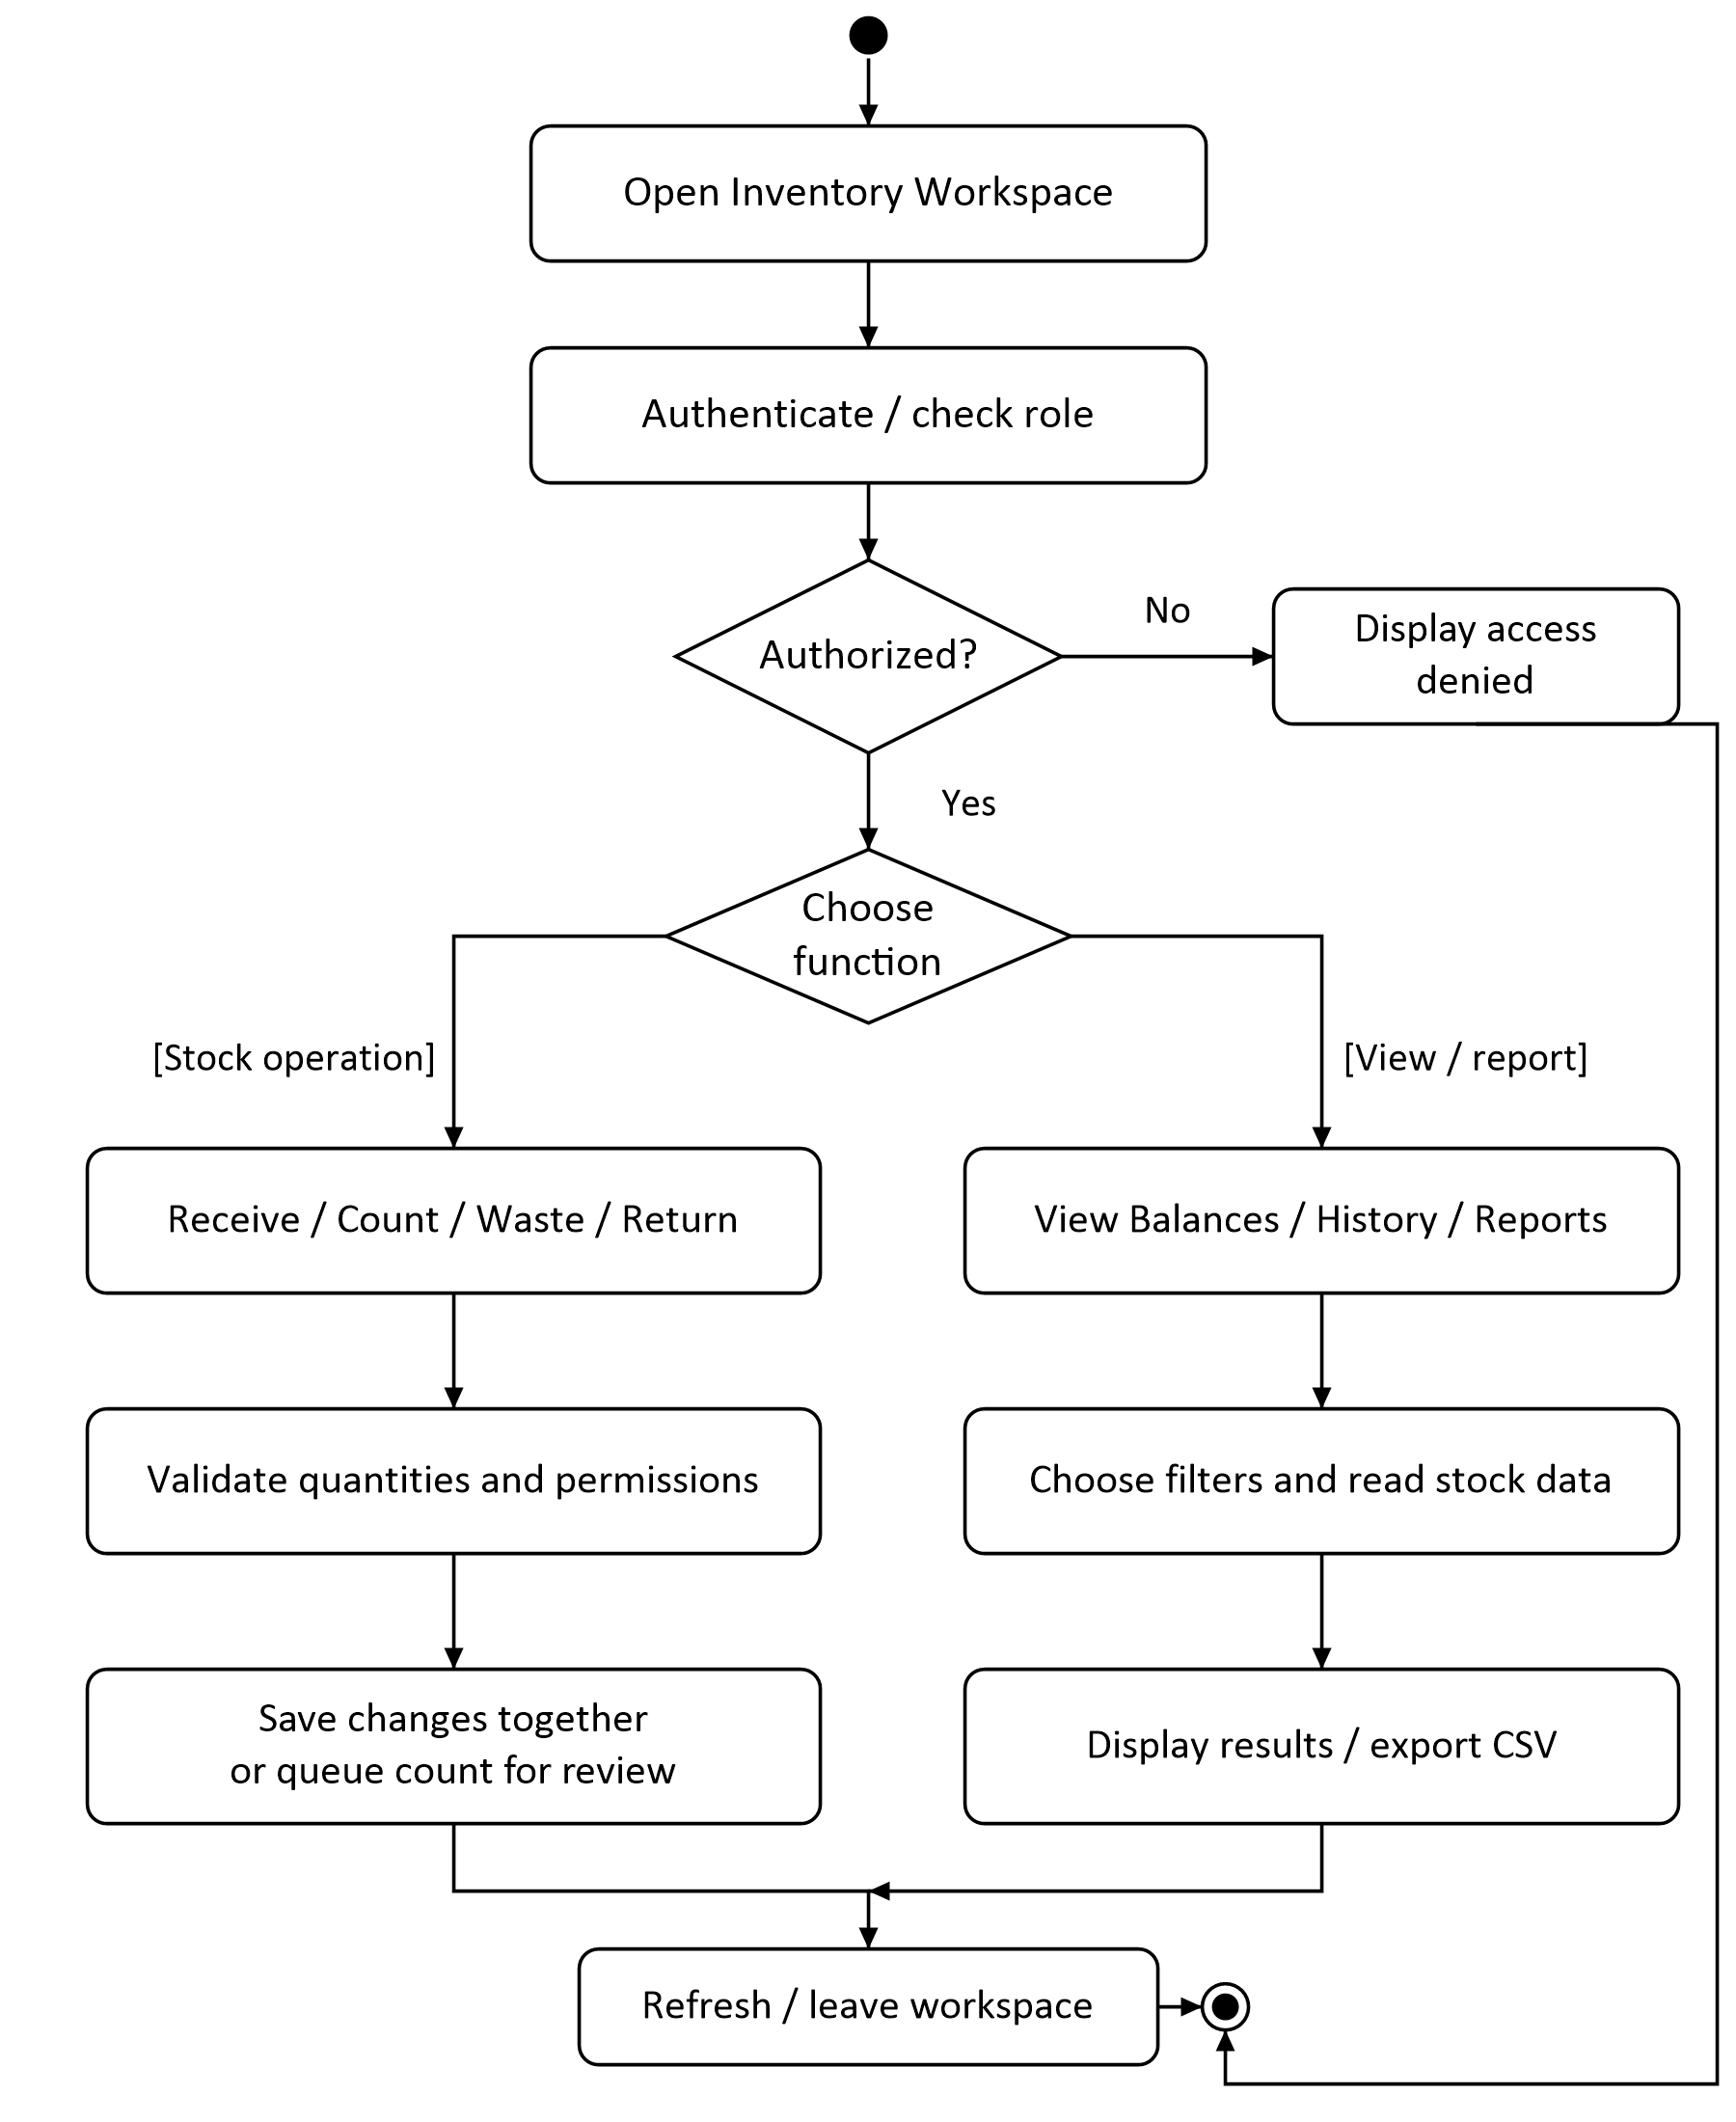 Open Inventory Workspace
Authenticate / check role
Authorized?
No
Display access
denied
Yes
Choose
function
[Stock operation]
[View / report]
Receive / Count / Waste / Return
View Balances / History / Reports
Validate quantities and permissions
Choose filters and read stock data
Save changes together
or queue count for review
Display results / export CSV
Refresh / leave workspace